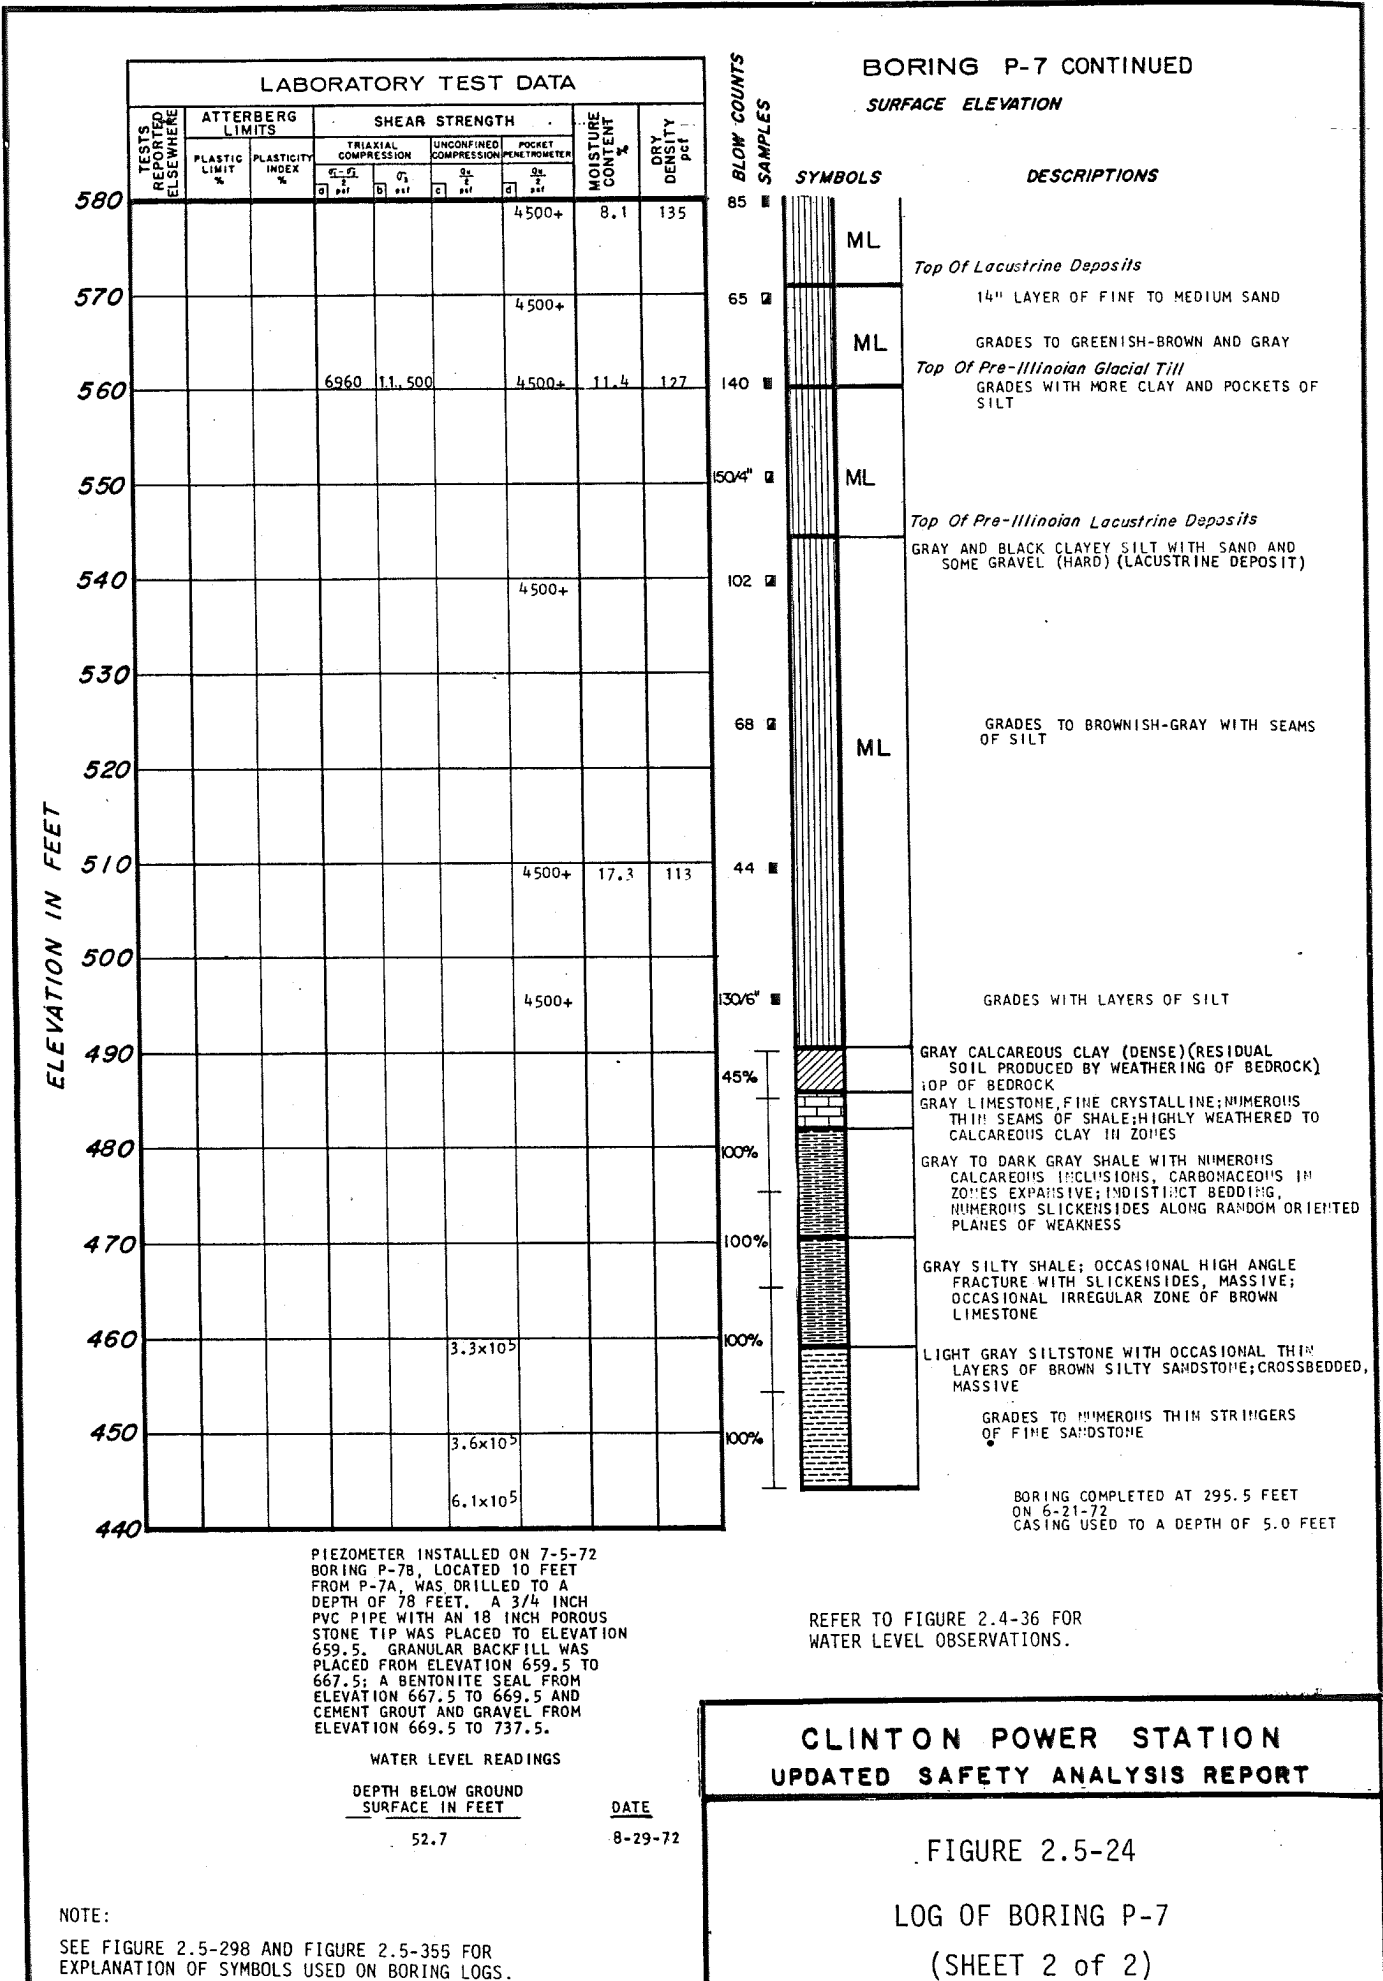 BORING P-7 CONTINUED
SURFACE ELEVATION
LABORATORY TEST DATA
TESTS REPORTED ELSEWHERE
ATTERBERG LIMITS
PLASTIC LIMIT %
PLASTICITY INDEX %
SHEAR STRENGTH
TRIAXIAL COMPRESSION
UNCONFINED COMPRESSION
POCKET PENETROMETER
a psf
b psf
c psf
d psf
MOISTURE CONTENT %
DRY DENSITY pcf
BLOW COUNTS
SAMPLES
SYMBOLS
DESCRIPTIONS
ELEVATION IN FEET
580 4500+ 8.1 135 85
ML
Top Of Lacustrine Deposits
570 4500+ 65
14" LAYER OF FINE TO MEDIUM SAND
ML
GRADES TO GREENISH-BROWN AND GRAY
Top Of Pre-Illinoian Glacial Till
560 6960 11,500 4500+ 11.4 127 140
GRADES WITH MORE CLAY AND POCKETS OF
SILT
550 150/4" ML
Top Of Pre-Illinoian Lacustrine Deposits
GRAY AND BLACK CLAYEY SILT WITH SAND AND
SOME GRAVEL (HARD) (LACUSTRINE DEPOSIT)
540 4500+ 102
530
68
GRADES TO BROWNISH-GRAY WITH SEAMS
OF SILT
ML
520
510 4500+ 17.3 113 44
500
4500+ 130/6"
GRADES WITH LAYERS OF SILT
490
GRAY CALCAREOUS CLAY (DENSE)(RESIDUAL
SOIL PRODUCED BY WEATHERING OF BEDROCK)
45%
TOP OF BEDROCK
GRAY LIMESTONE, FINE CRYSTALLINE; NUMEROUS
THIN SEAMS OF SHALE; HIGHLY WEATHERED TO
CALCAREOUS CLAY IN ZONES
480 100%
GRAY TO DARK GRAY SHALE WITH NUMEROUS
CALCAREOUS INCLUSIONS, CARBONACEOUS IN
ZONES EXPANSIVE; INDISTINCT BEDDING,
NUMEROUS SLICKENSIDES ALONG RANDOM ORIENTED
PLANES OF WEAKNESS
470 100%
GRAY SILTY SHALE; OCCASIONAL HIGH ANGLE
FRACTURE WITH SLICKENSIDES, MASSIVE;
OCCASIONAL IRREGULAR ZONE OF BROWN
LIMESTONE
460 3.3x10⁵ 100%
LIGHT GRAY SILTSTONE WITH OCCASIONAL THIN
LAYERS OF BROWN SILTY SANDSTONE; CROSSBEDDED,
MASSIVE
GRADES TO NUMEROUS THIN STRINGERS
OF FINE SANDSTONE
450 3.6x10⁵ 100%
6.1x10⁵
440
BORING COMPLETED AT 295.5 FEET
ON 6-21-72
CASING USED TO A DEPTH OF 5.0 FEET
PIEZOMETER INSTALLED ON 7-5-72
BORING P-7B, LOCATED 10 FEET
FROM P-7A, WAS DRILLED TO A
DEPTH OF 78 FEET. A 3/4 INCH
PVC PIPE WITH AN 18 INCH POROUS
STONE TIP WAS PLACED TO ELEVATION
659.5. GRANULAR BACKFILL WAS
PLACED FROM ELEVATION 659.5 TO
667.5; A BENTONITE SEAL FROM
ELEVATION 667.5 TO 669.5 AND
CEMENT GROUT AND GRAVEL FROM
ELEVATION 669.5 TO 737.5.
WATER LEVEL READINGS
DEPTH BELOW GROUND
SURFACE IN FEET DATE
52.7 8-29-72
REFER TO FIGURE 2.4-36 FOR
WATER LEVEL OBSERVATIONS.
NOTE:
SEE FIGURE 2.5-298 AND FIGURE 2.5-355 FOR
EXPLANATION OF SYMBOLS USED ON BORING LOGS.
CLINTON POWER STATION
UPDATED SAFETY ANALYSIS REPORT
FIGURE 2.5-24
LOG OF BORING P-7
(SHEET 2 of 2)